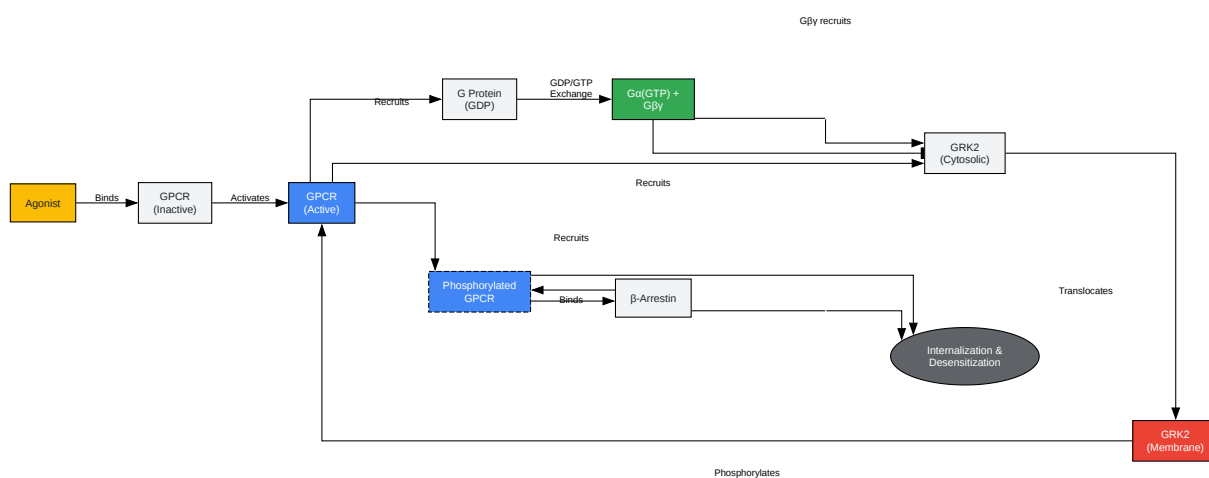 Gβγ recruits
GDP/GTP
Exchange
G Protein
(GDP)
Gα(GTP) +
Gβγ
Recruits
GRK2
(Cytosolic)
Recruits
Agonist
Binds
GPCR
(Inactive)
Activates
GPCR
(Active)
Recruits
Phosphorylated
GPCR
Binds
β-Arrestin
Translocates
Internalization &
Desensitization
GRK2
(Membrane)
Phosphorylates